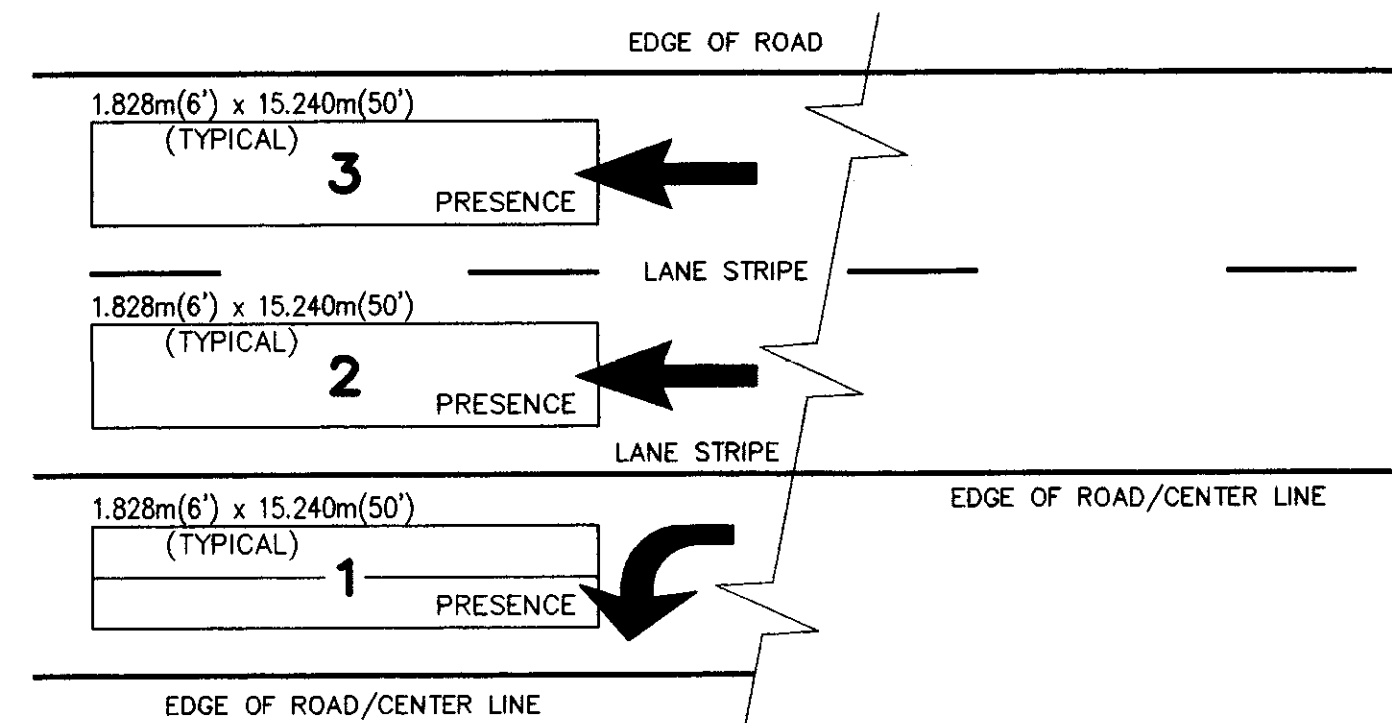 EDGE OF ROAD
1.828m(6') x 15.240m(50')
(TYPICAL)
3
PRESENCE
LANE STRIPE
1.828m(6') x 15.240m(50')
(TYPICAL)
2
PRESENCE
LANE STRIPE
EDGE OF ROAD/CENTER LINE
1.828m(6') x 15.240m(50')
(TYPICAL)
1
PRESENCE
EDGE OF ROAD/CENTER LINE